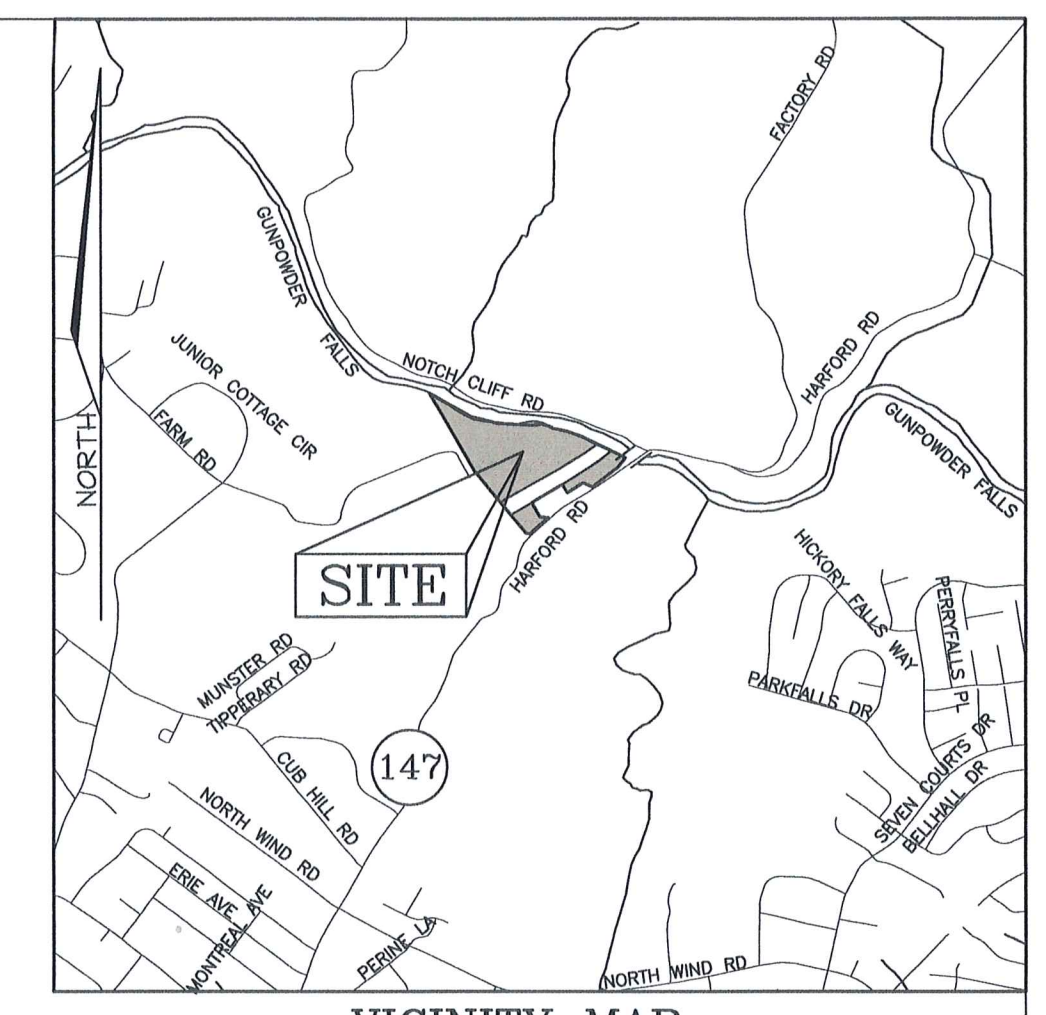 FACTORY RD
GUNPOWDER
FALLS
JUNIOR COTTAGE CIR
NOTCH CLIFF RD
HARFORD RD
FARM RD
GUNPOWDER FALLS
NORTH
HARFORD RD
SITE
HICKORY FALLS WAY
PERRYFALLS PL
MUNSTER RD
TIPPERARY RD
PARKFALLS DR
147
CUB HILL RD
SEVEN COURTS DR
BELLHALL DR
NORTH WIND RD
ERIE AVE
MONTREAL AVE
PERINE LA
NORTH WIND RD
VICINITY MAP